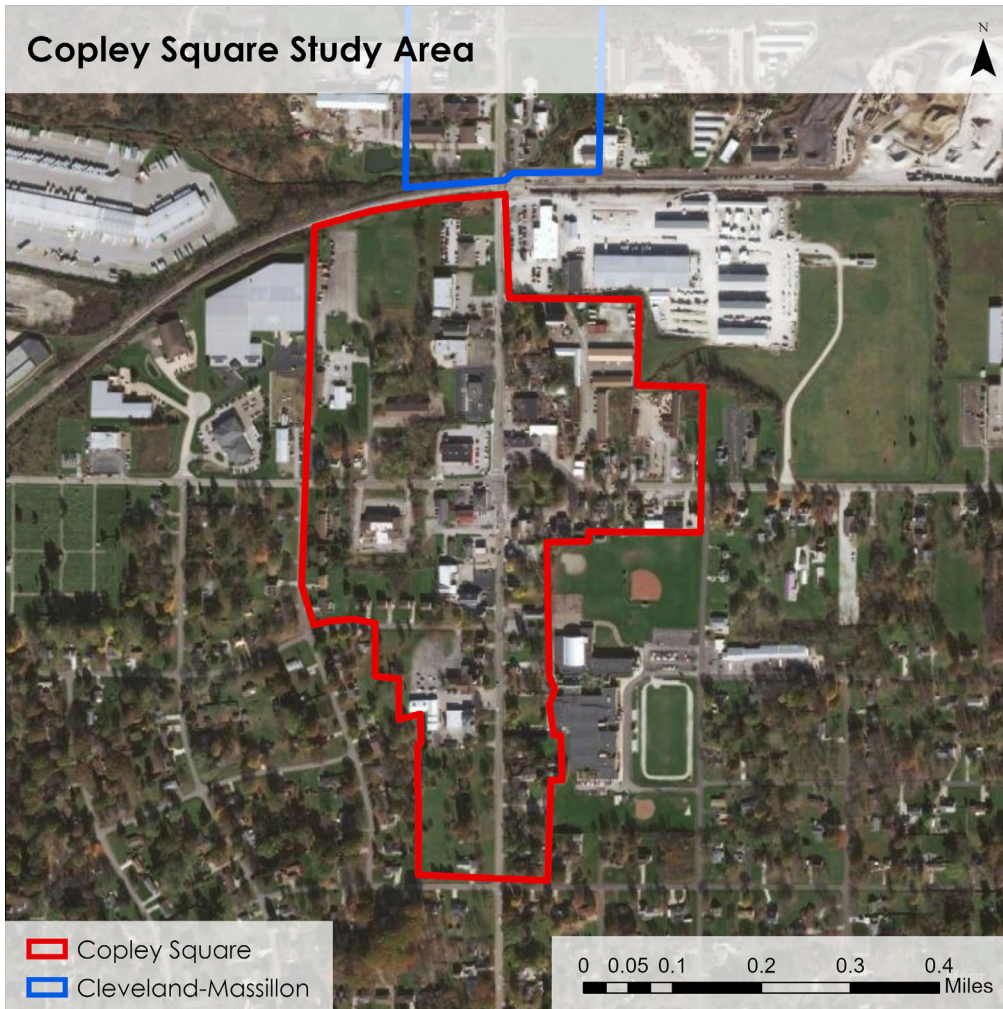 Copley Square Study Area
N
Copley Square
Cleveland-Massillon
0 0.05 0.1 0.2 0.3 0.4
Miles